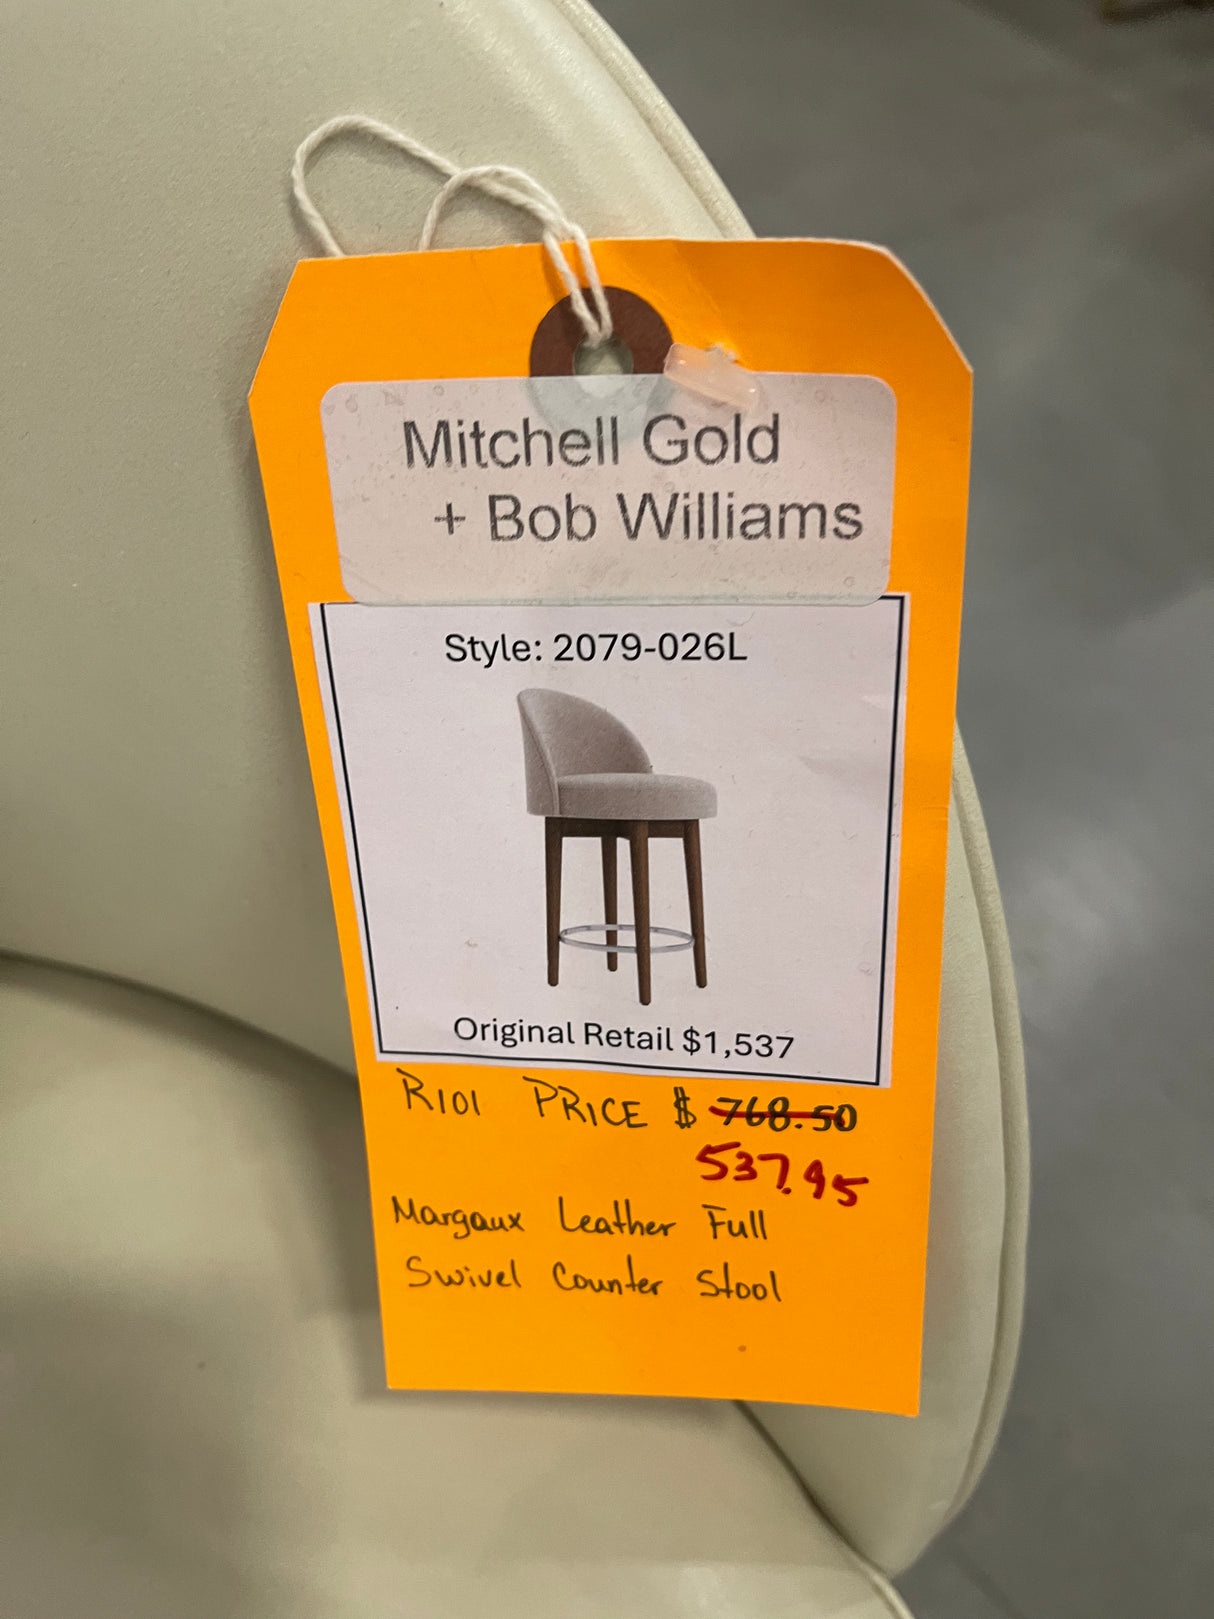 Mitchell Gold
+ Bob Williams
Style: 2079-026L
Original Retail $1,537
R101 PRICE $ 768.50
537.95
Margaux Leather Full
Swivel Counter Stool